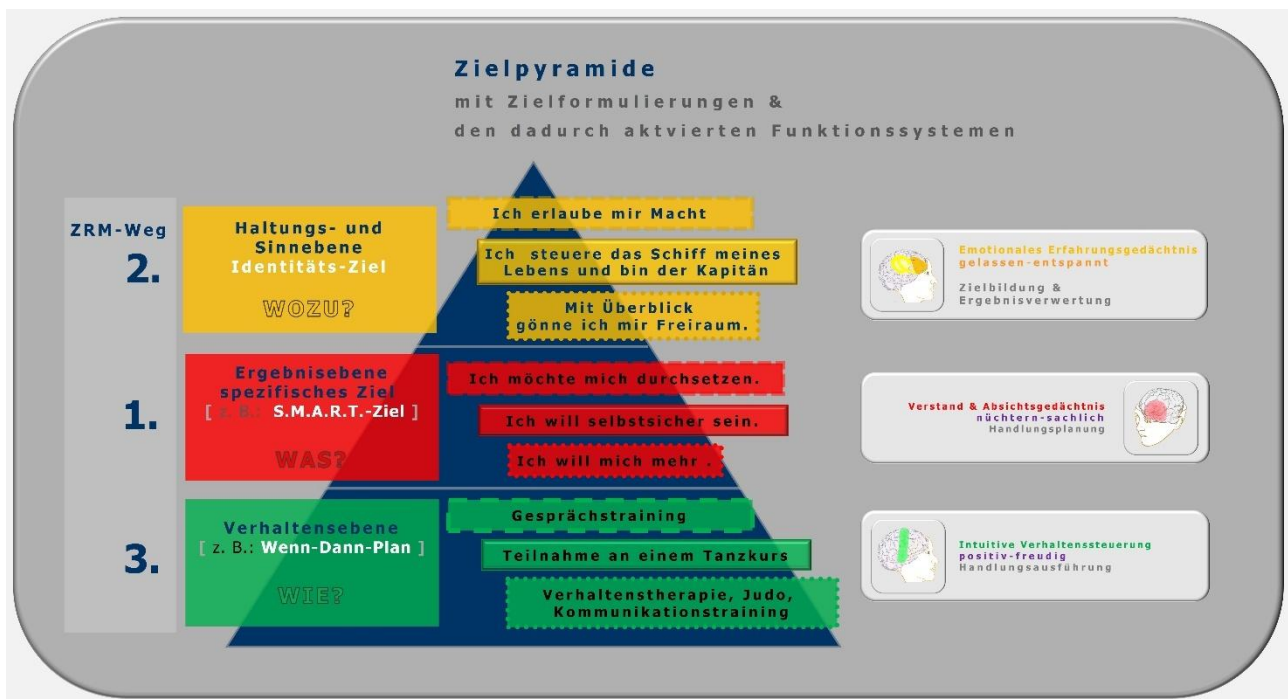 Zielpyramide
mit Zielformulierungen &
den dadurch aktvierten Funktionssystemen
ZRM-Weg
2.
Haltungs- und
Sinnebene
Identitäts-Ziel
WOZU?
Ich erlaube mir Macht
Ich steuere das Schiff meines
Lebens und bin der Kapitän
Mit Überblick
gönne ich mir Freiraum.
Emotionales Erfahrungsgedächtnis
gelassen-entspannt
Zielbildung &
Ergebnisverwertung
1.
Ergebnisebene
spezifisches Ziel
[ z. B.: S.M.A.R.T.-Ziel ]
WAS?
Ich möchte mich durchsetzen.
Ich will selbstsicher sein.
Ich will mich mehr .
Verstand & Absichtsgedächtnis
nüchtern-sachlich
Handlungsplanung
3.
Verhaltensebene
[ z. B.: Wenn-Dann-Plan ]
WIE?
Gesprächstraining
Teilnahme an einem Tanzkurs
Verhaltenstherapie, Judo,
Kommunikationstraining
Intuitive Verhaltenssteuerung
positiv-freudig
Handlungsausführung